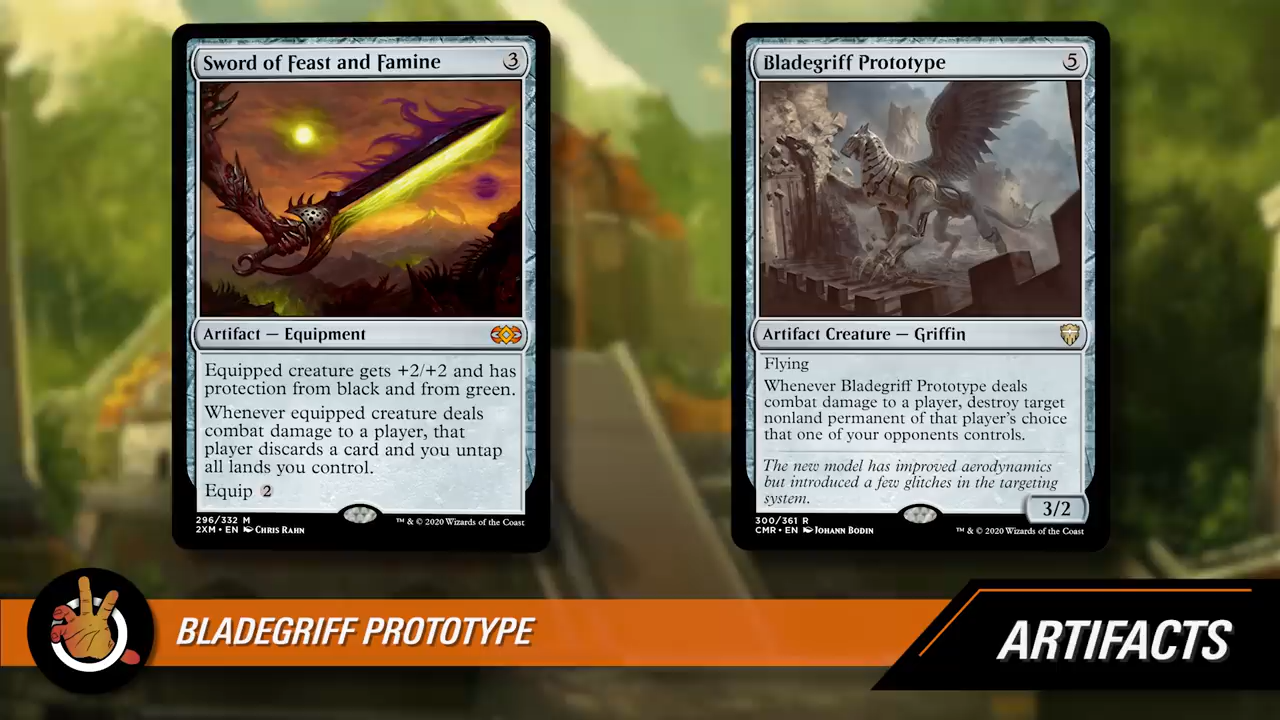 Sword of Feast and Famine 3
Artifact — Equipment
Equipped creature gets +2/+2 and has
protection from black and from green.
Whenever equipped creature deals
combat damage to a player, that
player discards a card and you untap
all lands you control.
Equip 2
296/332 M
2XM • EN Chris Rahn
™ & © 2020 Wizards of the Coast
Bladegriff Prototype 5
Artifact Creature — Griffin
Flying
Whenever Bladegriff Prototype deals
combat damage to a player, destroy target
nonland permanent of that player's choice
that one of your opponents controls.
The new model has improved aerodynamics
but introduced a few glitches in the targeting
system.
3/2
300/361 R
CMR • EN Johann Bodin
™ & © 2020 Wizards of the Coast
BLADEGRIFF PROTOTYPE
ARTIFACTS